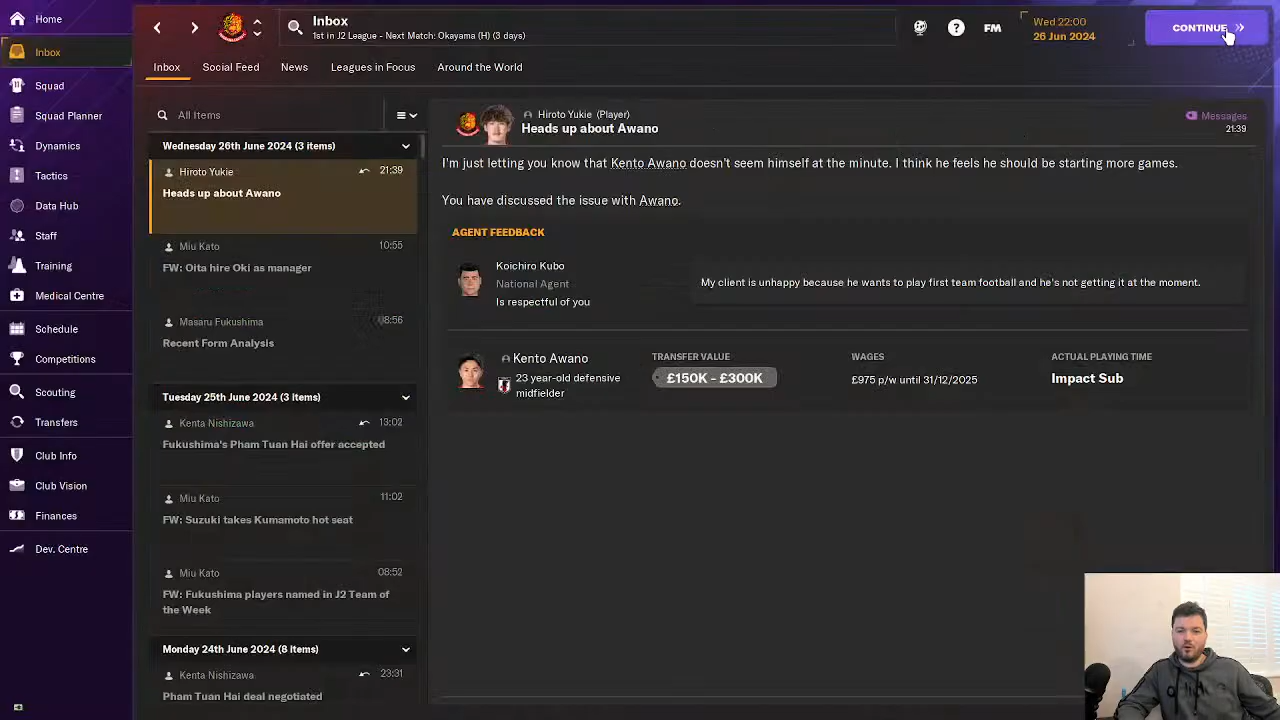 Home
Inbox
Squad
Squad Planner
Dynamics
Tactics
Data Hub
Staff
Training
Medical Centre
Schedule
Competitions
Scouting
Transfers
Club Info
Club Vision
Finances
Dev. Centre
Inbox
1st in J2 League - Next Match: Okayama (H) (3 days)
FM
Wed 22:00
26 Jun 2024
CONTINUE
Inbox
Social Feed
News
Leagues in Focus
Around the World
All Items
Wednesday 26th June 2024 (3 items)
Hiroto Yukie
21:39
Heads up about Awano
Miu Kato
10:55
FW: Oita hire Oki as manager
Masaru Fukushima
08:56
Recent Form Analysis
Tuesday 25th June 2024 (3 items)
Kenta Nishizawa
13:02
Fukushima's Pham Tuan Hai offer accepted
Miu Kato
11:02
FW: Suzuki takes Kumamoto hot seat
Miu Kato
08:52
FW: Fukushima players named in J2 Team of
the Week
Monday 24th June 2024 (8 items)
Kenta Nishizawa
23:31
Pham Tuan Hai deal negotiated
Hiroto Yukie (Player)
Heads up about Awano
Messages
21:39
I'm just letting you know that Kento Awano doesn't seem himself at the minute. I think he feels he should be starting more games.
You have discussed the issue with Awano.
AGENT FEEDBACK
Koichiro Kubo
National Agent
Is respectful of you
My client is unhappy because he wants to play first team football and he's not getting it at the moment.
Kento Awano
23 year-old defensive
midfielder
TRANSFER VALUE
£150K - £300K
WAGES
£975 p/w until 31/12/2025
ACTUAL PLAYING TIME
Impact Sub